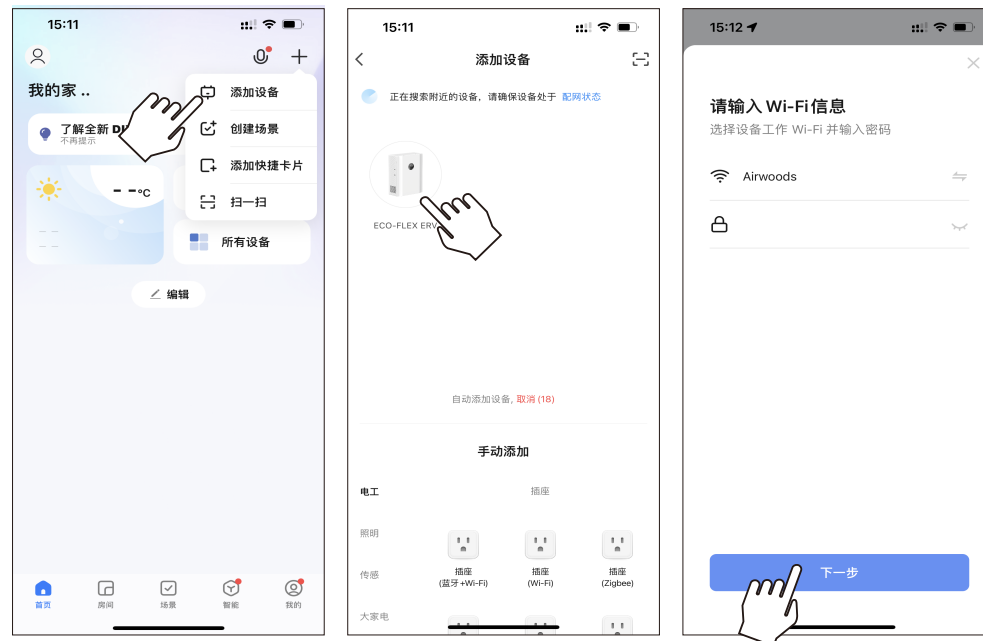 15:11
我的家 ..
添加设备
了解全新
不再提示
创建场景
添加快捷卡片
扫一扫
- - °C
- -
- -
所有设备
编辑
首页
房间
场景
智能
我的
15:11
添加设备
正在搜索附近的设备，请确保设备处于 配网状态
ECO-FLEX ERV
自动添加设备, 取消 (18)
手动添加
电工
插座
照明
传感
大家电
插座
(蓝牙+Wi-Fi)
插座
(Wi-Fi)
插座
(Zigbee)
15:12
请输入 Wi-Fi 信息
选择设备工作 Wi-Fi 并输入密码
Airwoods
下一步